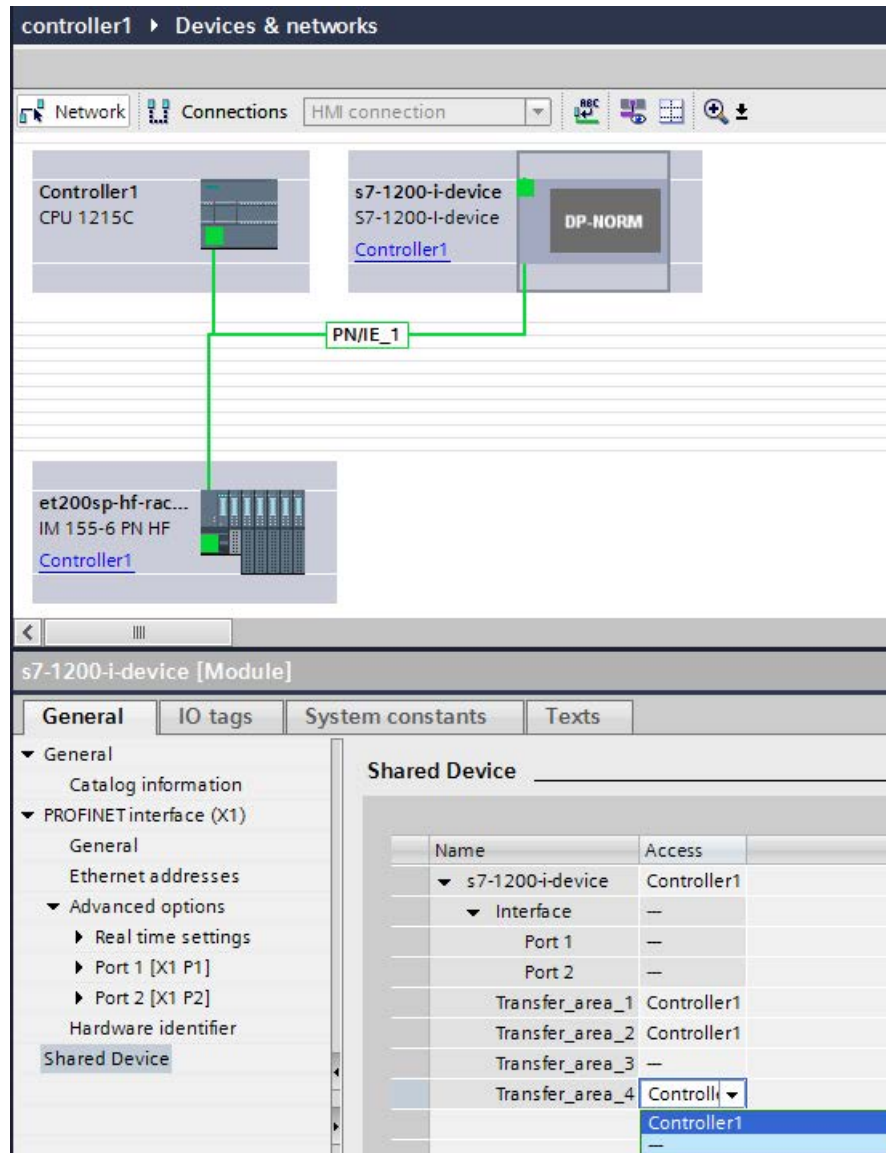 controller1 ▸ Devices & networks
Network Connections HMI connection ABC
Controller1
CPU 1215C
s7-1200-i-device
S7-1200-I-device
Controller1
DP-NORM
PN/IE_1
et200sp-hf-rac...
IM 155-6 PN HF
Controller1
s7-1200-i-device [Module]
General IO tags System constants Texts
General
Catalog information
PROFINET interface (X1)
General
Ethernet addresses
Advanced options
Real time settings
Port 1 [X1 P1]
Port 2 [X1 P2]
Hardware identifier
Shared Device
Shared Device
Name Access
s7-1200-i-device Controller1
Interface —
Port 1 —
Port 2 —
Transfer_area_1 Controller1
Transfer_area_2 Controller1
Transfer_area_3 —
Transfer_area_4 Controll
Controller1
—